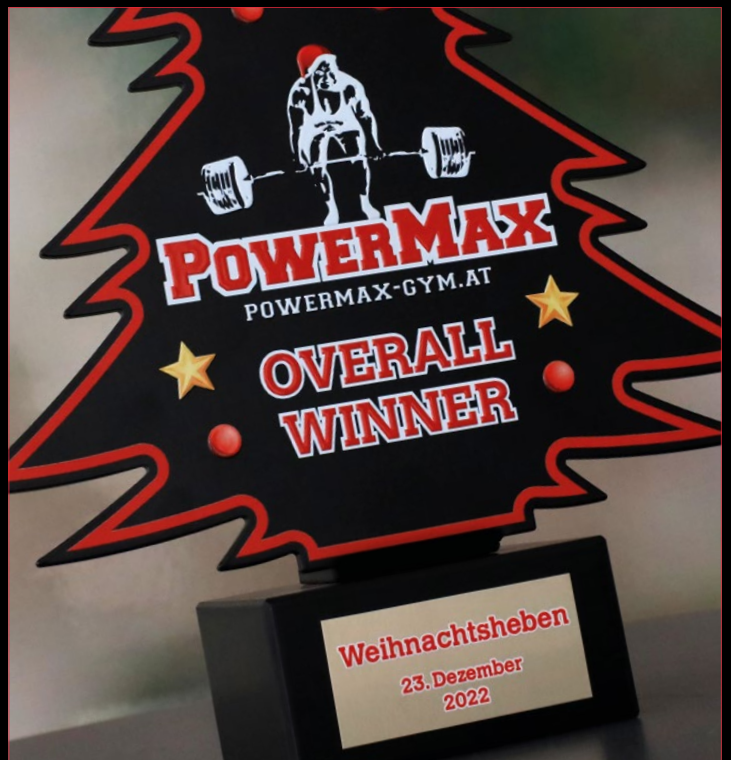 POWERMAX
POWERMAX-GYM.AT
OVERALL
WINNER
Weihnachtsheben
23. Dezember
2022